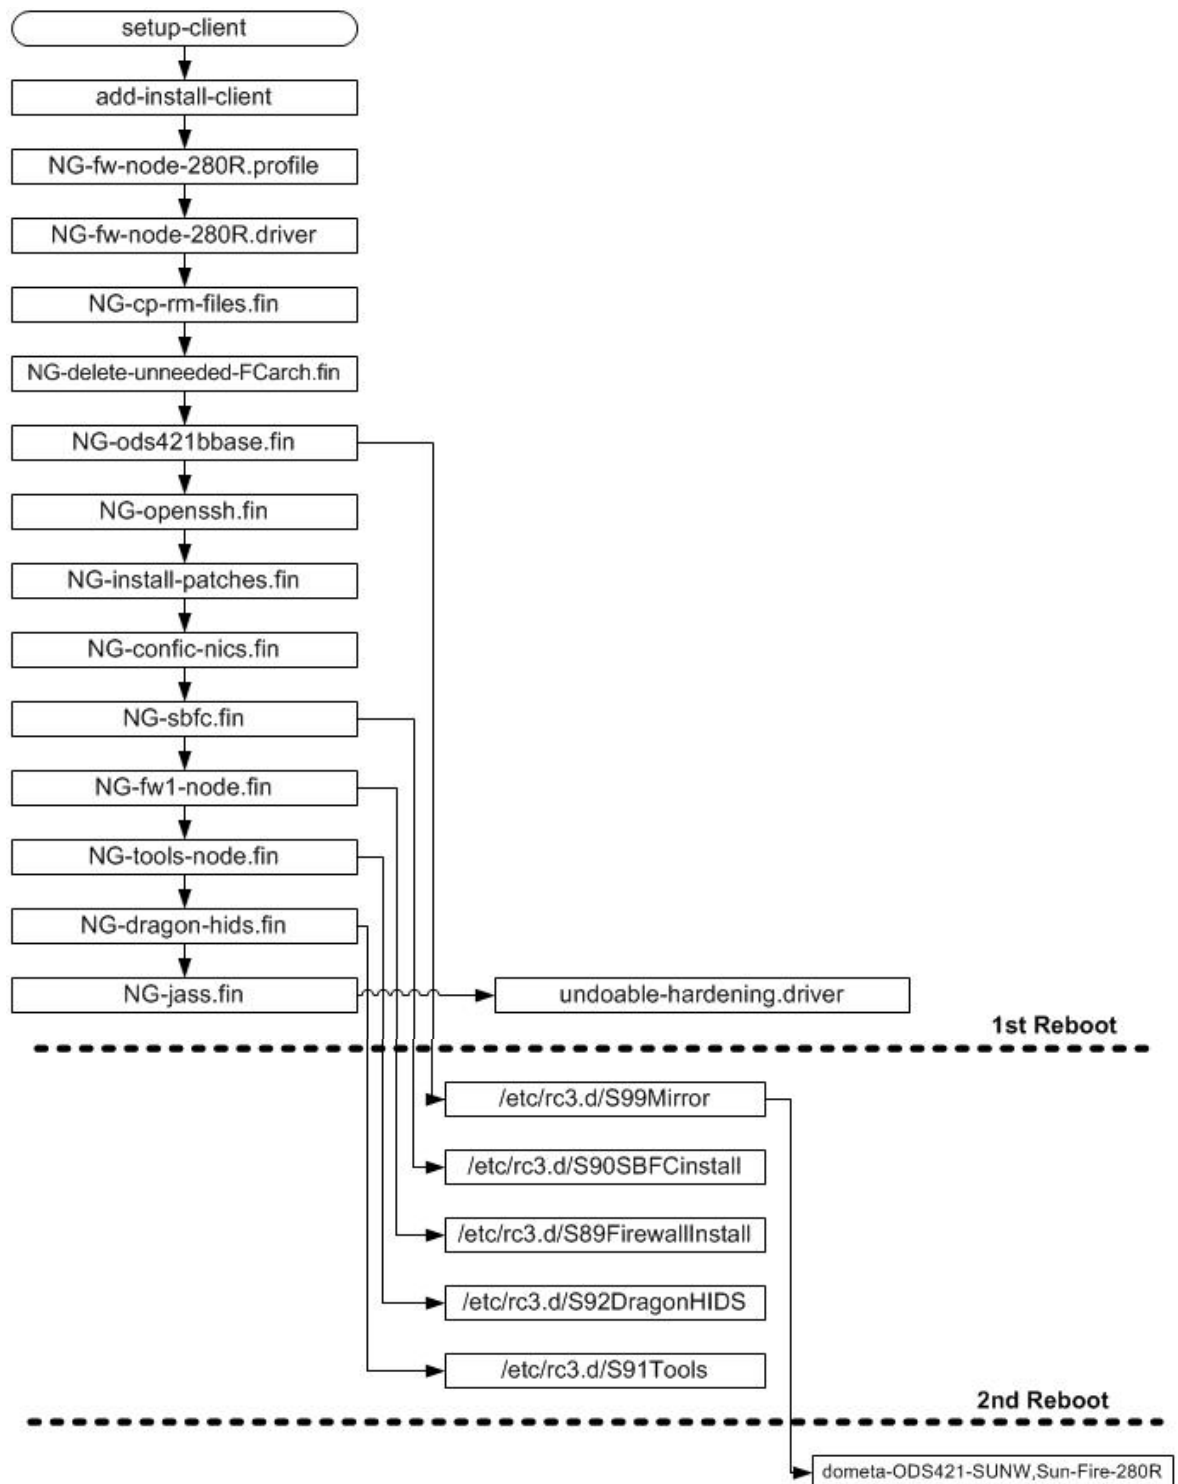 setup-client
add-install-client
NG-fw-node-280R.profile
NG-fw-node-280R.driver
NG-cp-rm-files.fin
NG-delete-unneeded-FCarch.fin
NG-ods421bbase.fin
NG-openssh.fin
NG-install-patches.fin
NG-confic-nics.fin
NG-sbfc.fin
NG-fw1-node.fin
NG-tools-node.fin
NG-dragon-hids.fin
NG-jass.fin
undoable-hardening.driver
1st Reboot
/etc/rc3.d/S99Mirror
/etc/rc3.d/S90SBFCinstall
/etc/rc3.d/S89FirewallInstall
/etc/rc3.d/S92DragonHIDS
/etc/rc3.d/S91Tools
2nd Reboot
dometa-ODS421-SUNW,Sun-Fire-280R